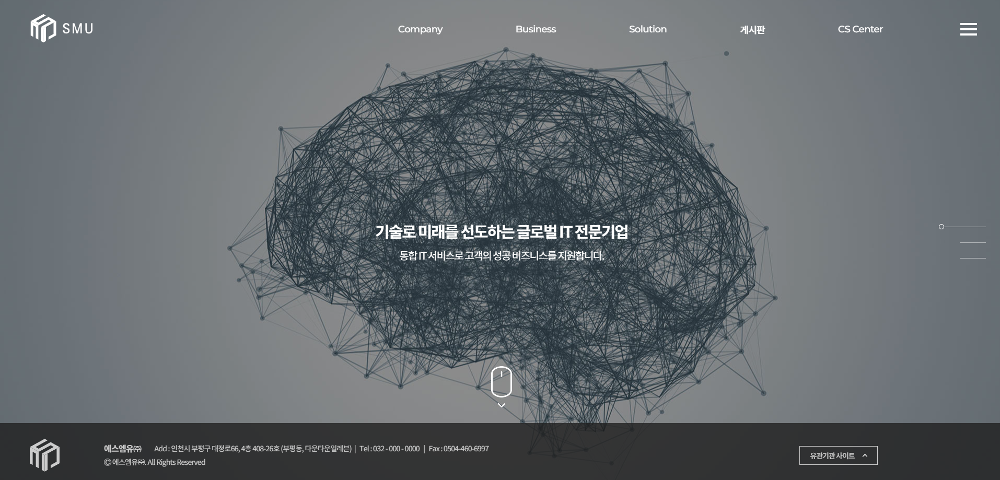 SMU
Company
Business
Solution
게시판
CS Center
기술로 미래를 선도하는 글로벌 IT 전문기업
통합 IT 서비스로 고객의 성공 비즈니스를 지원합니다.
에스엠유㈜ Add : 인천시 부평구 대정로66, 4층 408-26호 (부평동, 다운타운일레븐) | Tel : 032 - 000 - 0000 | Fax : 0504-460-6997
© 에스엠유㈜. All Rights Reserved
유관기관 사이트